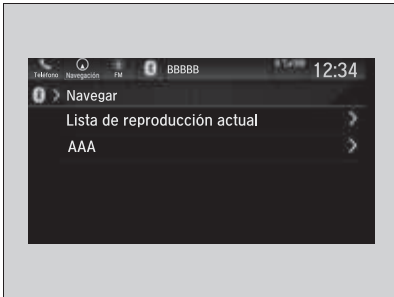 Teléfono Navegación FM BBBBB 12:34
Navegar
Lista de reproducción actual
AAA